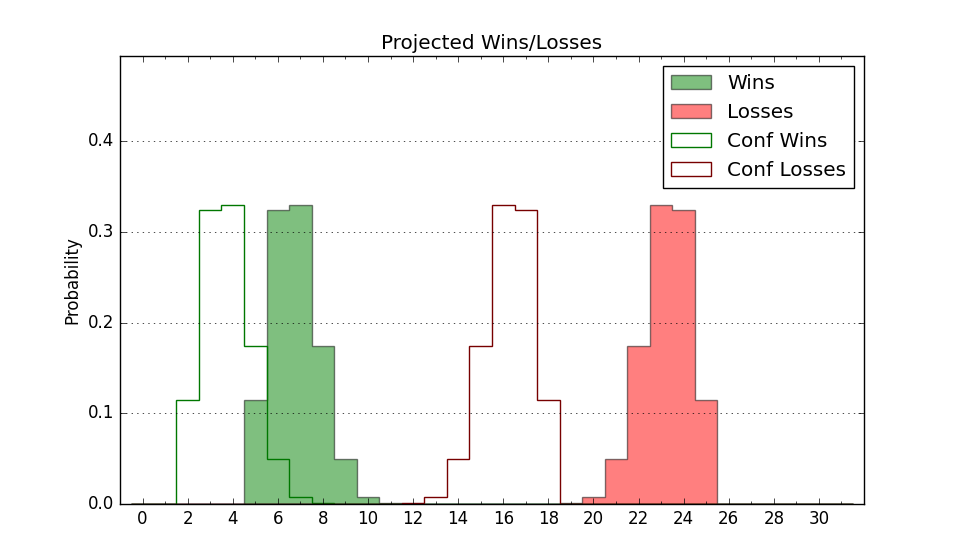 Projected Wins/Losses
Wins
Losses
Conf Wins
Conf Losses
Probability
0.4
0.3
0.2
0.1
0.0
0 2 4 6 8 10 12 14 16 18 20 22 24 26 28 30